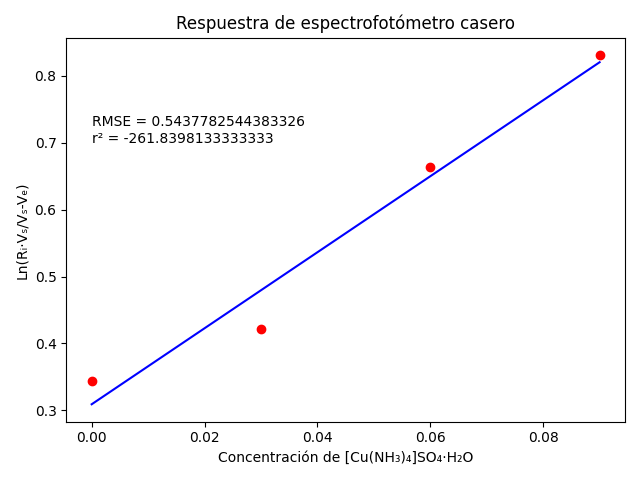 Respuestra de espectrofotómetro casero
RMSE = 0.5437782544383326
r² = -261.8398133333333
Ln(Rᵢ·Vₛ/Vₛ-Vₑ)
0.8
0.7
0.6
0.5
0.4
0.3
0.00 0.02 0.04 0.06 0.08
Concentración de [Cu(NH₃)₄]SO₄·H₂O